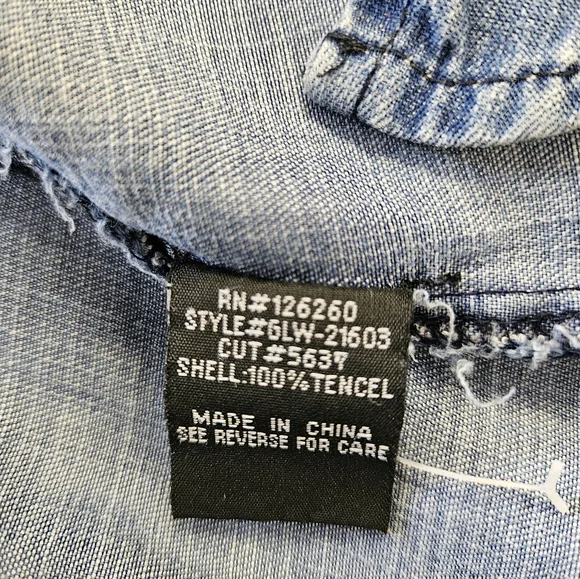 RN#126260
STYLE#GLW-21603
CUT#5637
SHELL:100%TENCEL
MADE IN CHINA
SEE REVERSE FOR CARE